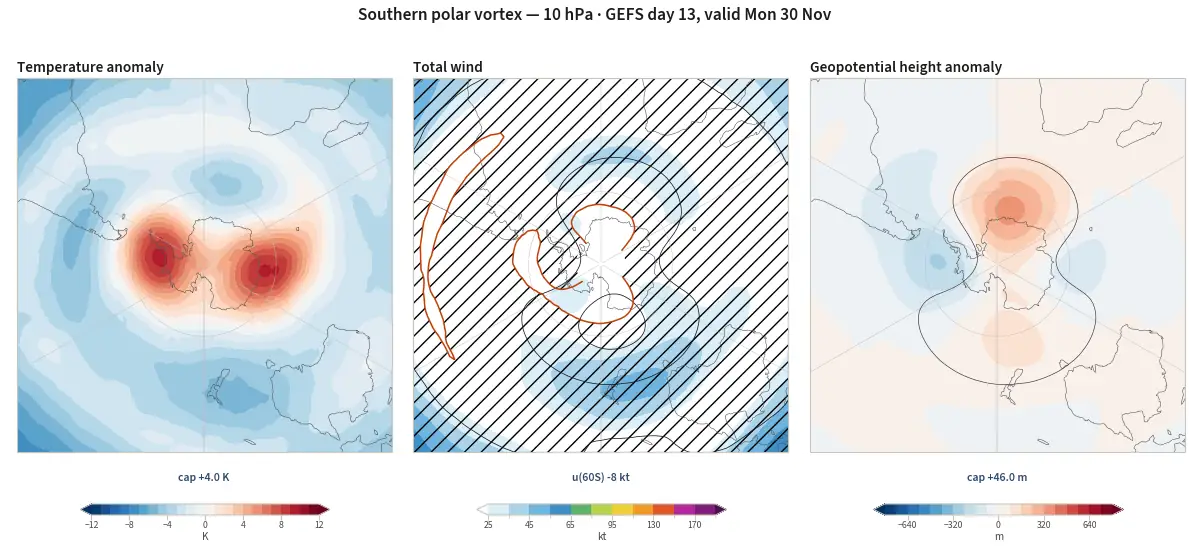 Southern polar vortex — 10 hPa · GEFS day 13, valid Mon 30 Nov
Temperature anomaly
Total wind
Geopotential height anomaly
cap +4.0 K
u(60S) -8 kt
cap +46.0 m
−12 −8 −4 0 4 8 12
K
25 45 65 95 130 170
kt
−640 −320 0 320 640
m